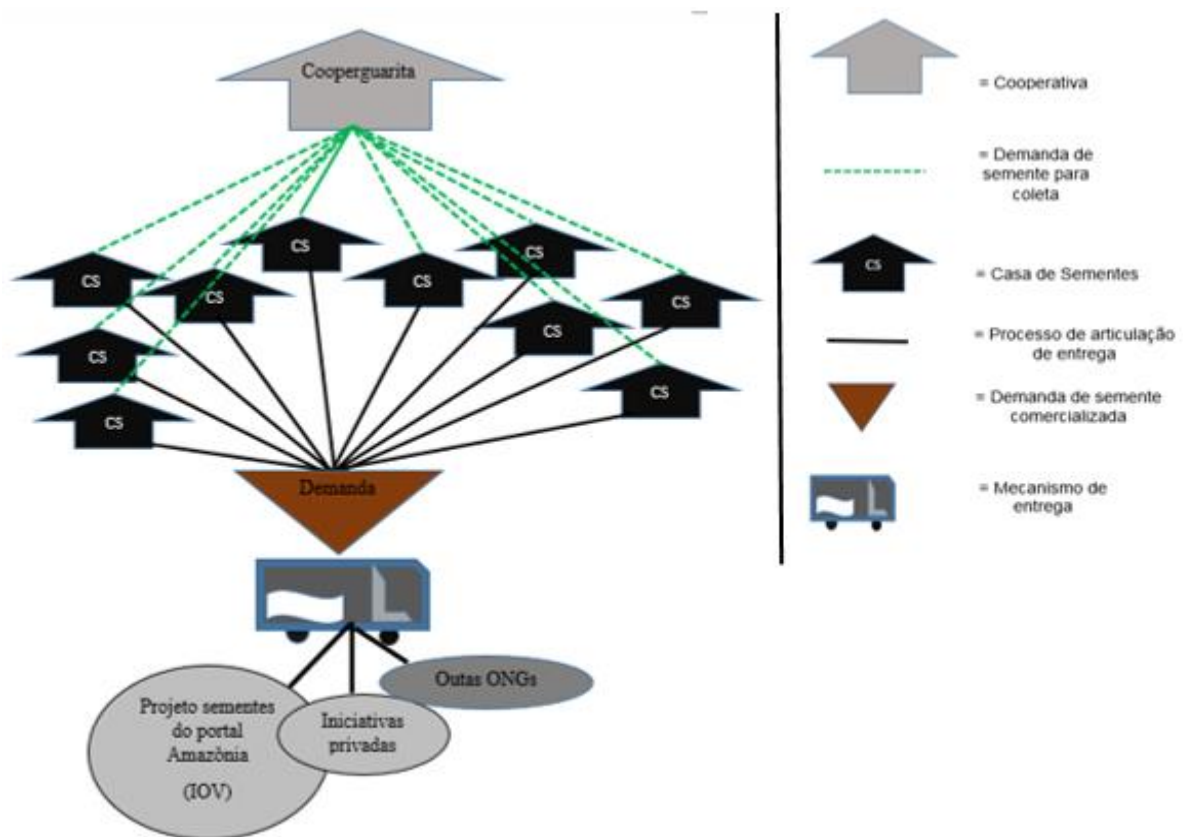 Cooperguarita
CS
CS
CS
CS
CS
CS
CS
CS
CS
CS
Demanda
Outas ONGs
Projeto sementes
do portal
Amazônia
(IOV)
Iniciativas
privadas
= Cooperativa
= Demanda de
semente para
coleta
CS
= Casa de Sementes
= Processo de articulação
de entrega
= Demanda de semente
comercializada
= Mecanismo de
entrega